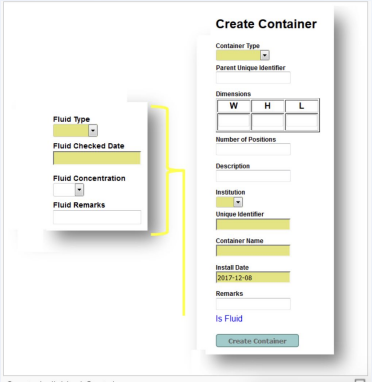 Create Container
Container Type
Parent Unique Identifier
Dimensions
W H L
Number of Positions
Description
Institution
Unique Identifier
Container Name
Install Date
2017-12-08
Remarks
Is Fluid
Create Container
Fluid Type
Fluid Checked Date
Fluid Concentration
Fluid Remarks